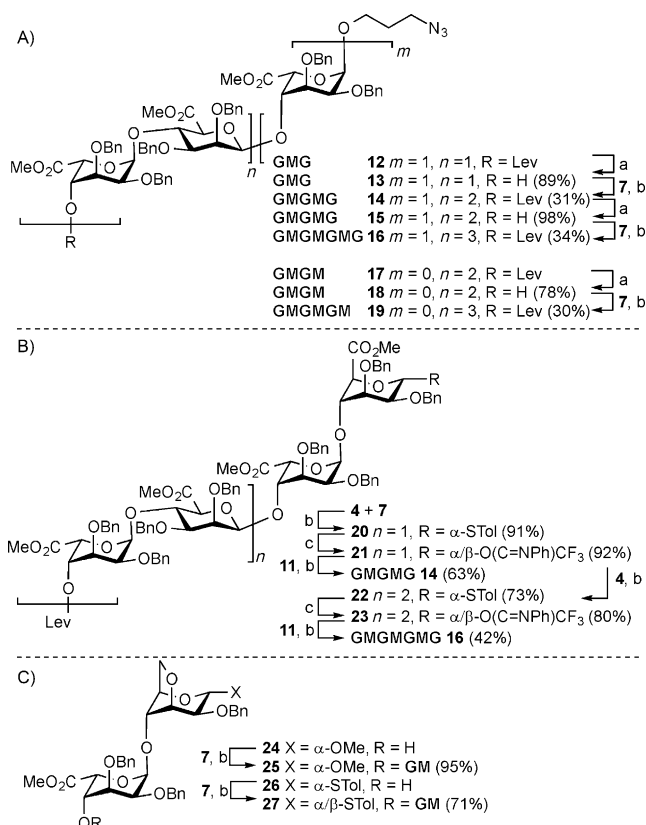 A)
O
N3
m
OBn
MeO2C
O
O
OBn
MeO2C
OBn
O
O
BnO
O
n
MeO2C
OBn
O
OBn
O
R
GMG 12 m = 1, n=1, R = Lev
a
GMG 13 m = 1, n = 1, R = H (89%)
7, b
GMGMG 14 m = 1, n = 2, R = Lev (31%)
a
GMGMG 15 m = 1, n = 2, R = H (98%)
7, b
GMGMGMG 16 m = 1, n = 3, R = Lev (34%)
GMGM 17 m = 0, n = 2, R = Lev
a
GMGM 18 m = 0, n = 2, R = H (78%)
7, b
GMGMGM 19 m = 0, n = 3, R = Lev (30%)
B)
CO2Me
OBn
O
R
O
OBn
O
OBn
MeO2C
O
O
OBn
MeO2C
OBn
O
O
BnO
O
n
MeO2C
OBn
O
OBn
O
Lev
4 + 7
b
20 n = 1, R = α-STol (91%)
c
21 n = 1, R = α/β-O(C=NPh)CF3 (92%)
11, b
GMGMG 14 (63%)
4, b
22 n = 2, R = α-STol (73%)
c
23 n = 2, R = α/β-O(C=NPh)CF3 (80%)
11, b
GMGMGMG 16 (42%)
C)
O
X
O
O
OBn
O
OBn
MeO2C
O
OBn
OR
24 X = α-OMe, R = H
7, b
25 X = α-OMe, R = GM (95%)
26 X = α-STol, R = H
7, b
27 X = α/β-STol, R = GM (71%)